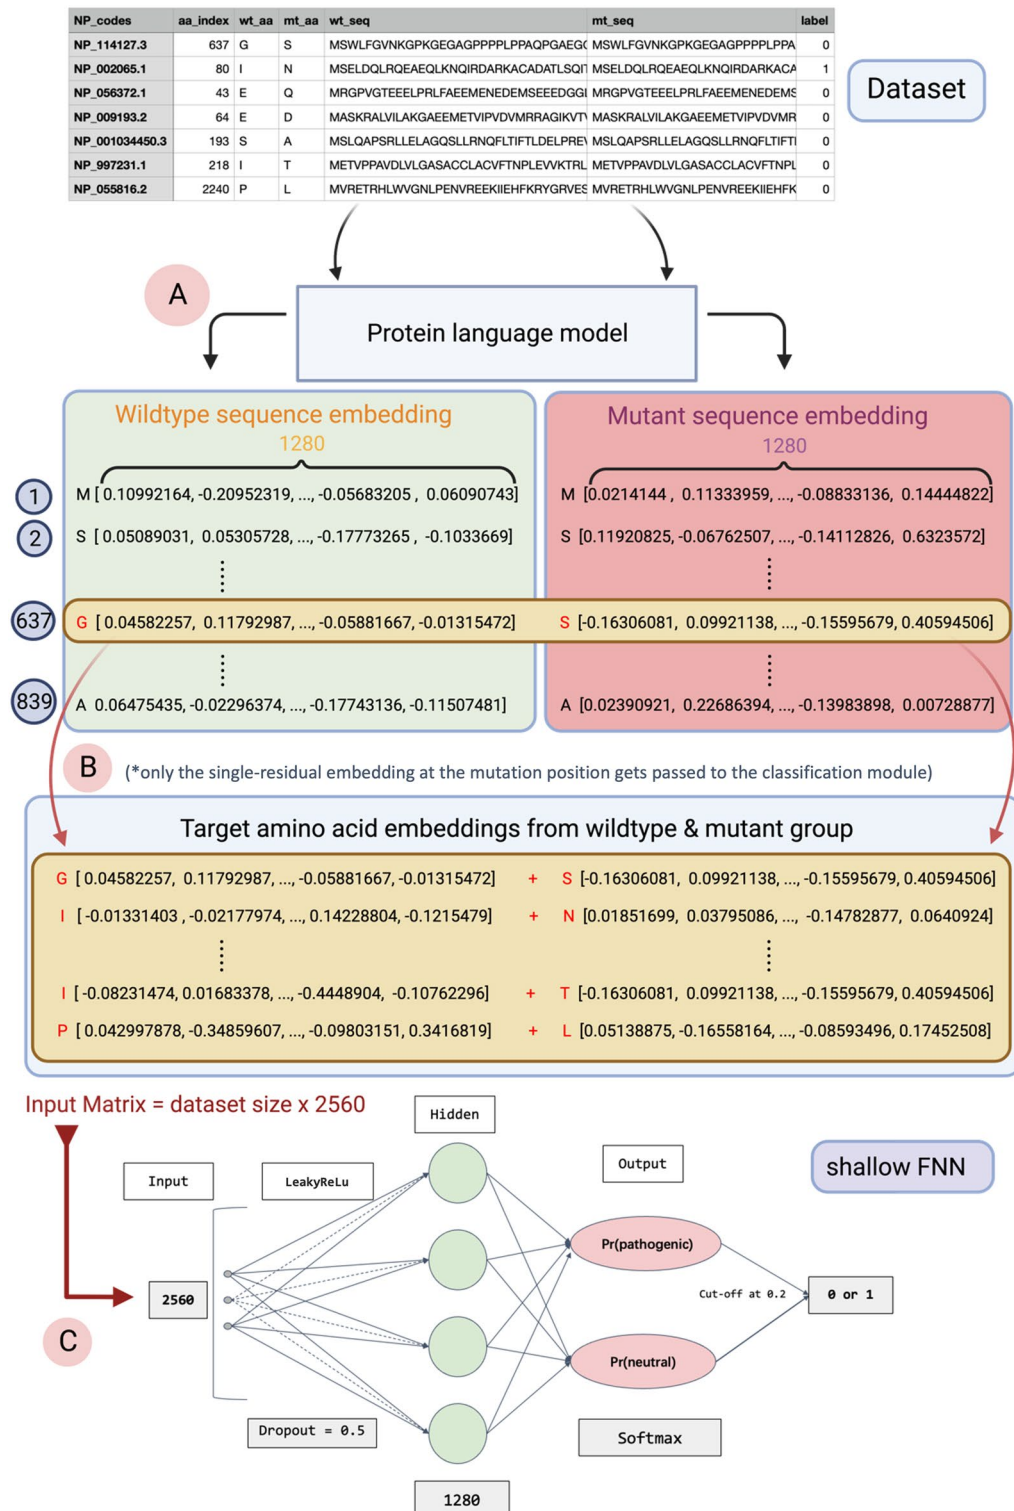 NP_codes aa_index wt_aa mt_aa wt_seq mt_seq label
NP_114127.3 637 G S MSWLFGVNKGPKGEGAGPPPPLPPAQPGAEGG MSWLFGVNKGPKGEGAGPPPPLPPA 0
NP_002065.1 80 I N MSELDQLRQEAEQLKNQIRDARKACADATLSQIT MSELDQLRQEAEQLKNQIRDARKACA 1
NP_056372.1 43 E Q MRGPVGTEEELPRLFAEEMENEDEMSEEEDGGL MRGPVGTEEELPRLFAEEMENEDEMS 0
NP_009193.2 64 E D MASKRALVILAKGAEEMETVIPVDVMRRAGIKVTV MASKRALVILAKGAEEMETVIPVDVMR 0
NP_001034450.3 193 S A MSLQAPSRLLELAGQSLLRNQFLTIFTLDELPREV MSLQAPSRLLELAGQSLLRNQFLTIFT 0
NP_997231.1 218 I T METVPPAVDLVLGASACCLACVFTNPLEVVKTRL METVPPAVDLVLGASACCLACVFTNPL 0
NP_055816.2 2240 P L MVRETRHLWVGNLPENVREEKIIEHFKRYGRVES MVRETRHLWVGNLPENVREEKIIEHFK 0
Dataset
A
Protein language model
Wildtype sequence embedding
1280
Mutant sequence embedding
1280
1 M [ 0.10992164, -0.20952319, ..., -0.05683205, 0.06090743] M [0.0214144 , 0.11333959, ..., -0.08833136, 0.14444822]
2 S [ 0.05089031, 0.05305728, ..., -0.17773265, -0.1033669] S [0.11920825, -0.06762507, ..., -0.14112826, 0.6323572]
637 G [ 0.04582257, 0.11792987, ..., -0.05881667, -0.01315472] S [-0.16306081, 0.09921138, ..., -0.15595679, 0.40594506]
839 A 0.06475435, -0.02296374, ..., -0.17743136, -0.11507481] A [0.02390921, 0.22686394, ..., -0.13983898, 0.00728877]
B (*only the single-residual embedding at the mutation position gets passed to the classification module)
Target amino acid embeddings from wildtype & mutant group
G [ 0.04582257, 0.11792987, ..., -0.05881667, -0.01315472] + S [-0.16306081, 0.09921138, ..., -0.15595679, 0.40594506]
I [ -0.01331403 , -0.02177974, ..., 0.14228804, -0.1215479] + N [0.01851699, 0.03795086, ..., -0.14782877, 0.0640924]
I [ -0.08231474, 0.01683378, ..., -0.4448904, -0.10762296] + T [-0.16306081, 0.09921138, ..., -0.15595679, 0.40594506]
P [ 0.042997878, -0.34859607, ..., -0.09803151, 0.3416819] + L [0.05138875, -0.16558164, ..., -0.08593496, 0.17452508]
Input Matrix = dataset size x 2560
Hidden
Input
LeakyReLu
Output
shallow FNN
Pr(pathogenic)
2560
Cut-off at 0.2
0 or 1
C
Pr(neutral)
Dropout = 0.5
Softmax
1280